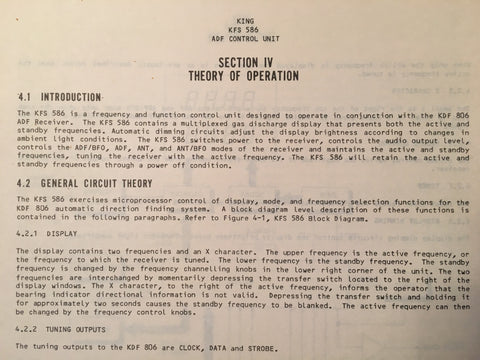 KING
KFS 586
ADF CONTROL UNIT
SECTION IV
THEORY OF OPERATION
4.1 INTRODUCTION
The KFS 586 is a frequency and function control unit designed to operate in conjunction with the KDF 806
ADF Receiver. The KFS 586 contains a multiplexed gas discharge display that presents both the active and
standby frequencies. Automatic dimming circuits adjust the display brightness according to changes in
ambient light conditions. The KFS 586 switches power to the receiver, controls the audio output level,
controls the ADF/BFO, ADF, ANT, and ANT/BFO modes of the receiver and maintains the active and standby
frequencies, tuning the receiver with the active frequency. The KFS 586 will retain the active and
standby frequencies through a power off condition.
4.2 GENERAL CIRCUIT THEORY
The KFS 586 exercises microprocessor control of display, mode, and frequency selection functions for the
KDF 806 automatic direction finding system. A block diagram level description of these functions is
contained in the following paragraphs. Refer to Figure 4-1, KFS 586 Block Diagram.
4.2.1 DISPLAY
The display contains two frequencies and an X character. The upper frequency is the active frequency, or
the frequency to which the receiver is tuned. The lower frequency is the standby frequency. The standby
frequency is changed by the frequency channelling knobs in the lower right corner of the unit. The two
frequencies are interchanged by momentarily depressing the transfer switch located to the right of the
display windows. The X character, to the right of the active frequency, informs the operator that the
bearing indicator directional information is not valid. Depressing the transfer switch and holding it
for approximately two seconds causes the standby frequency to be blanked. The active frequency can then
be changed by the frequency control knobs.
4.2.2 TUNING OUTPUTS
The tuning outputs to the KDF 806 are CLOCK, DATA and STROBE.